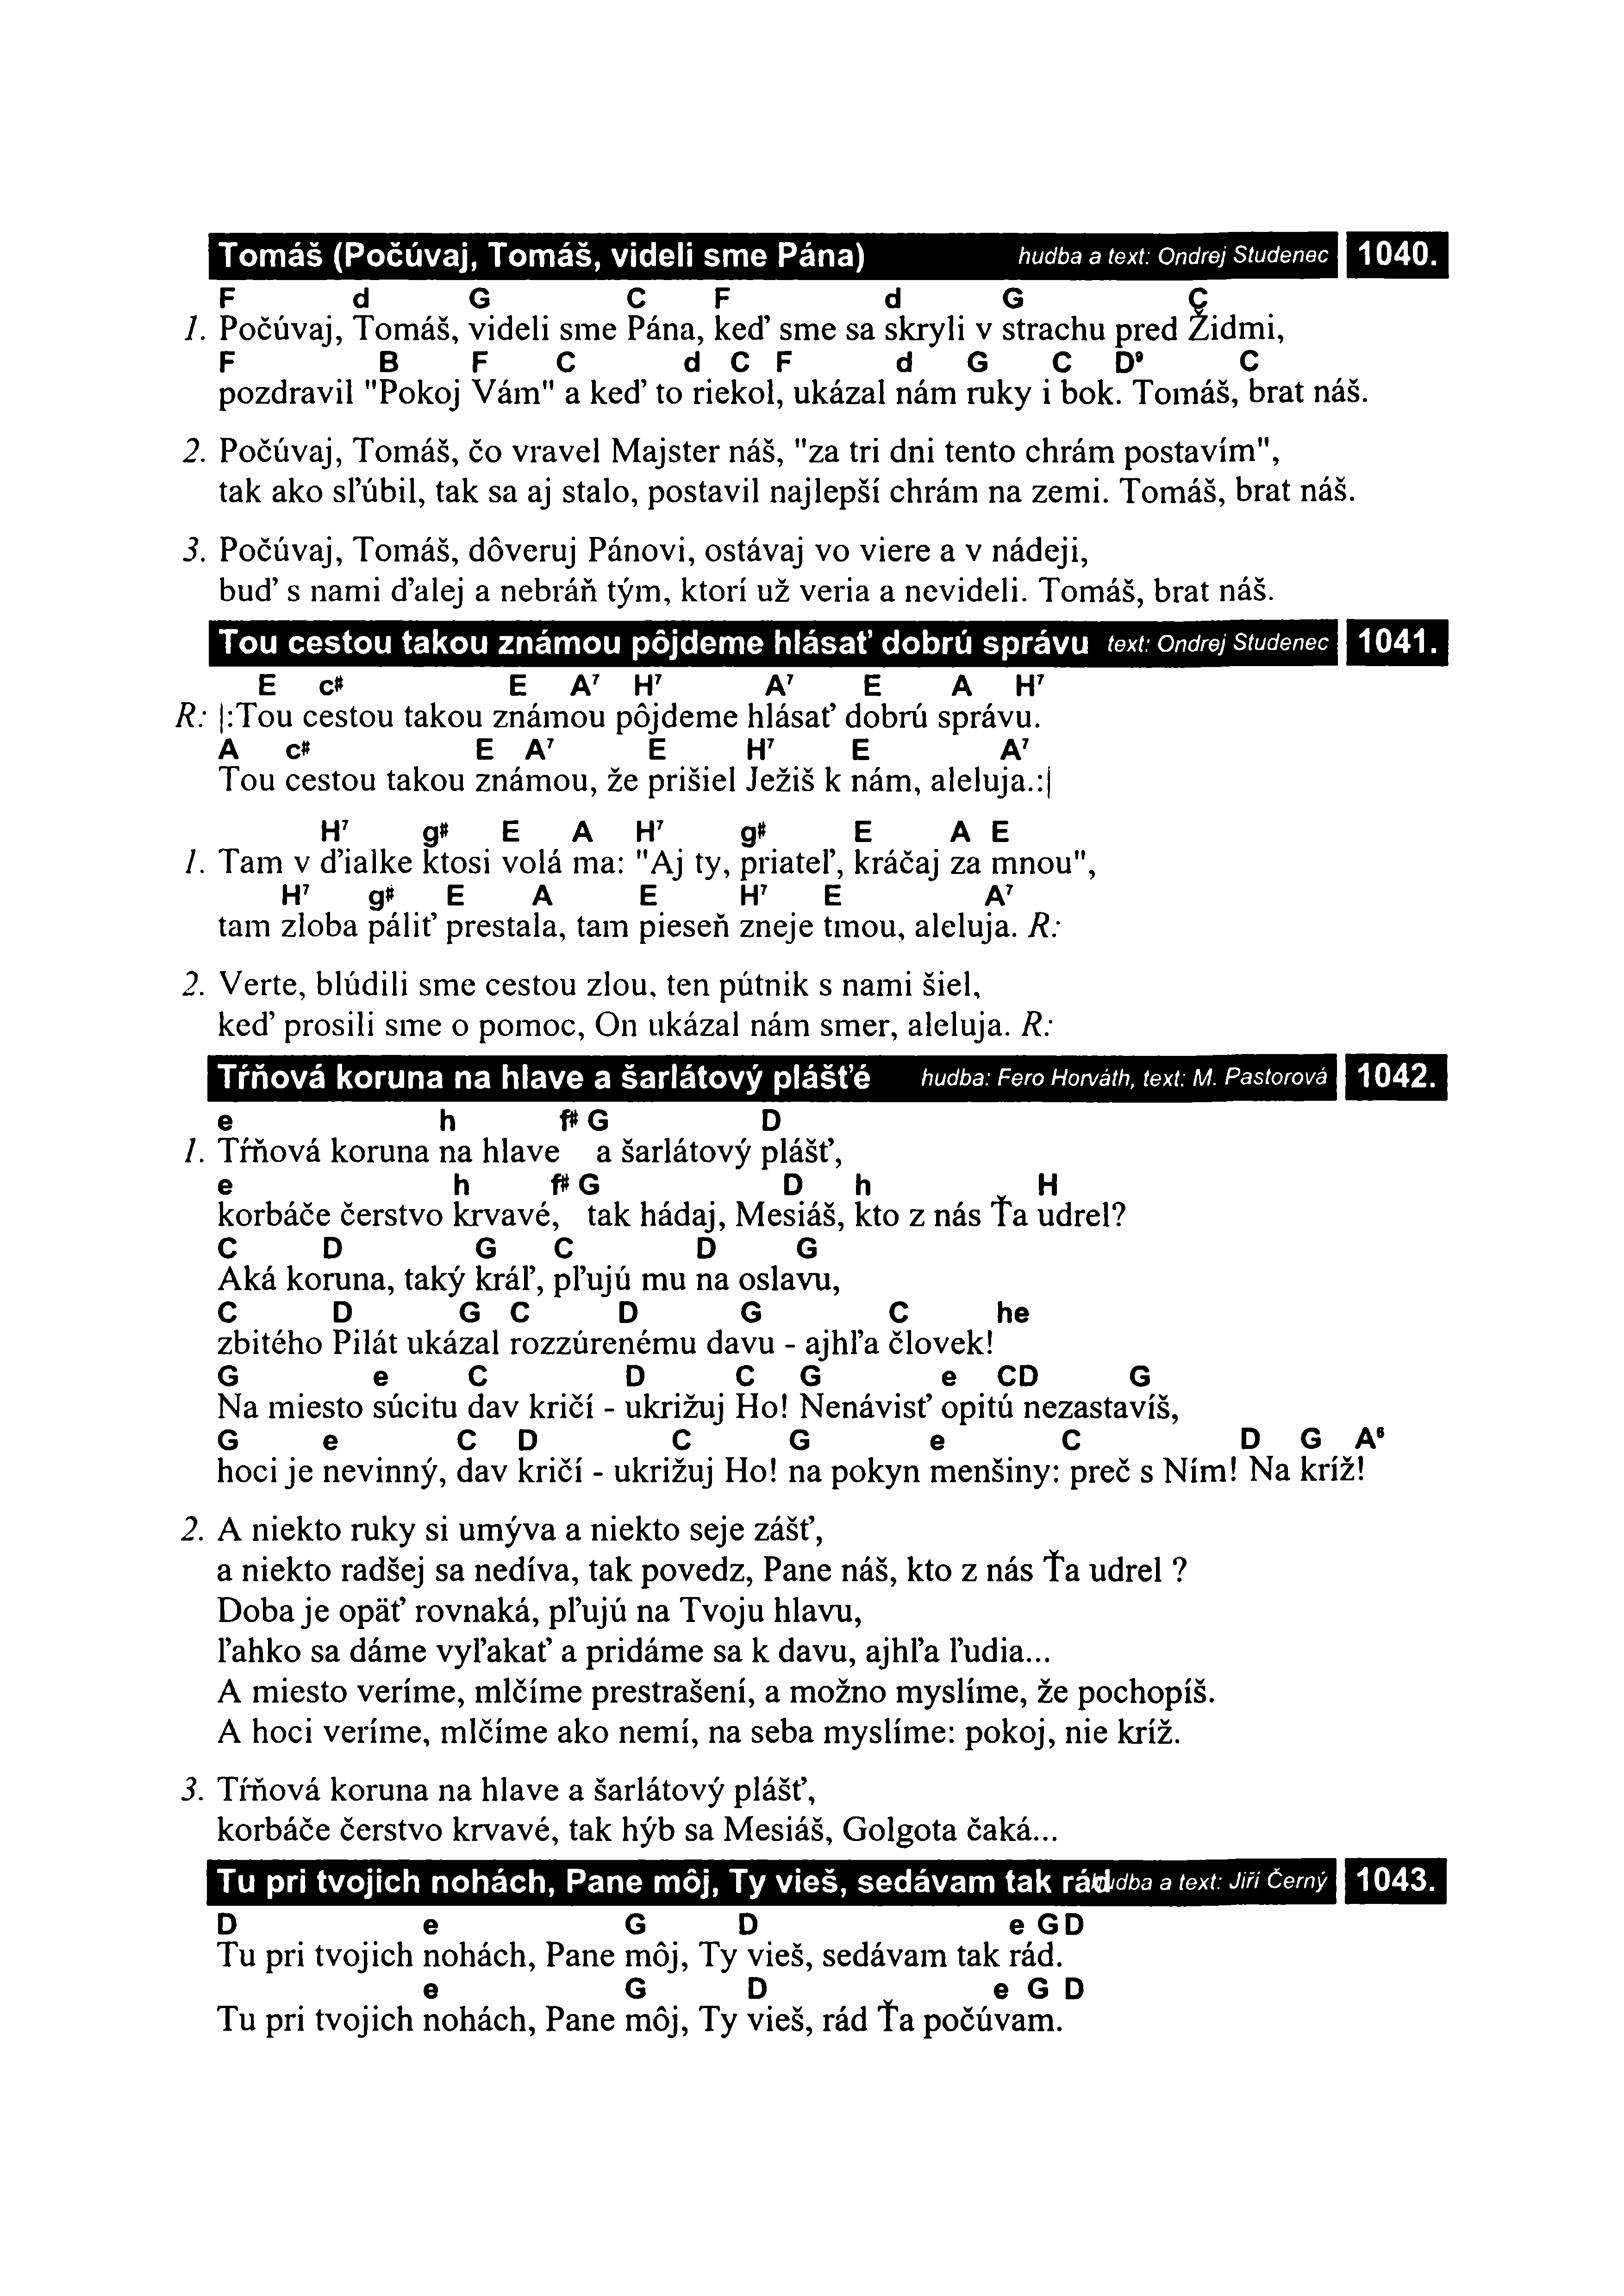 Tomáš (Počúvaj, Tomáš, videli sme Pána) hudba a text: Ondrej Studenec 1040.
F d G C F d G C
1. Počúvaj, Tomáš, videli sme Pána, keď sme sa skryli v strachu pred Židmi,
F B F C d C F d G C D⁹ C
pozdravil "Pokoj Vám" a keď to riekol, ukázal nám ruky i bok. Tomáš, brat náš.
2. Počúvaj, Tomáš, čo vravel Majster náš, "za tri dni tento chrám postavím",
tak ako sľúbil, tak sa aj stalo, postavil najlepší chrám na zemi. Tomáš, brat náš.
3. Počúvaj, Tomáš, dôveruj Pánovi, ostávaj vo viere a v nádeji,
buď s nami ďalej a nebráň tým, ktorí už veria a nevideli. Tomáš, brat náš.
Tou cestou takou známou pôjdeme hlásať dobrú správu text: Ondrej Studenec 1041.
E c# E A⁷ H⁷ A⁷ E A H⁷
R: |:Tou cestou takou známou pôjdeme hlásať dobrú správu.
A c# E A⁷ E H⁷ E A⁷
Tou cestou takou známou, že prišiel Ježiš k nám, aleluja.:|
H⁷ g# E A H⁷ g# E A E
1. Tam v ďialke ktosi volá ma: "Aj ty, priateľ, kráčaj za mnou",
H⁷ g# E A E H⁷ E A⁷
tam zloba páliť prestala, tam pieseň zneje tmou, aleluja. R:
2. Verte, blúdili sme cestou zlou, ten pútnik s nami šiel,
keď prosili sme o pomoc, On ukázal nám smer, aleluja. R:
Tŕňová koruna na hlave a šarlátový plášťé hudba: Fero Horváth, text: M. Pastorová 1042.
e h f# G D
1. Tŕňová koruna na hlave a šarlátový plášť,
e h f# G D h H
korbáče čerstvo krvavé, tak hádaj, Mesiáš, kto z nás Ťa udrel?
C D G C D G
Aká koruna, taký kráľ, pľujú mu na oslavu,
C D G C D G C he
zbitého Pilát ukázal rozzúrenému davu - ajhľa človek!
G e C D C G e CD G
Na miesto súcitu dav kričí - ukrižuj Ho! Nenávisť opitú nezastavíš,
G e C D C G e C D G A⁶
hoci je nevinný, dav kričí - ukrižuj Ho! na pokyn menšiny: preč s Ním! Na kríž!
2. A niekto ruky si umýva a niekto seje zášť,
a niekto radšej sa nedíva, tak povedz, Pane náš, kto z nás Ťa udrel ?
Doba je opäť rovnaká, pľujú na Tvoju hlavu,
ľahko sa dáme vyľakať a pridáme sa k davu, ajhľa ľudia...
A miesto veríme, mlčíme prestrašení, a možno myslíme, že pochopíš.
A hoci veríme, mlčíme ako nemí, na seba myslíme: pokoj, nie kríž.
3. Tŕňová koruna na hlave a šarlátový plášť,
korbáče čerstvo krvavé, tak hýb sa Mesiáš, Golgota čaká...
Tu pri tvojich nohách, Pane môj, Ty vieš, sedávam tak rád hudba a text: Jiří Černý 1043.
D e G D e G D
Tu pri tvojich nohách, Pane môj, Ty vieš, sedávam tak rád.
e G D e G D
Tu pri tvojich nohách, Pane môj, Ty vieš, rád Ťa počúvam.